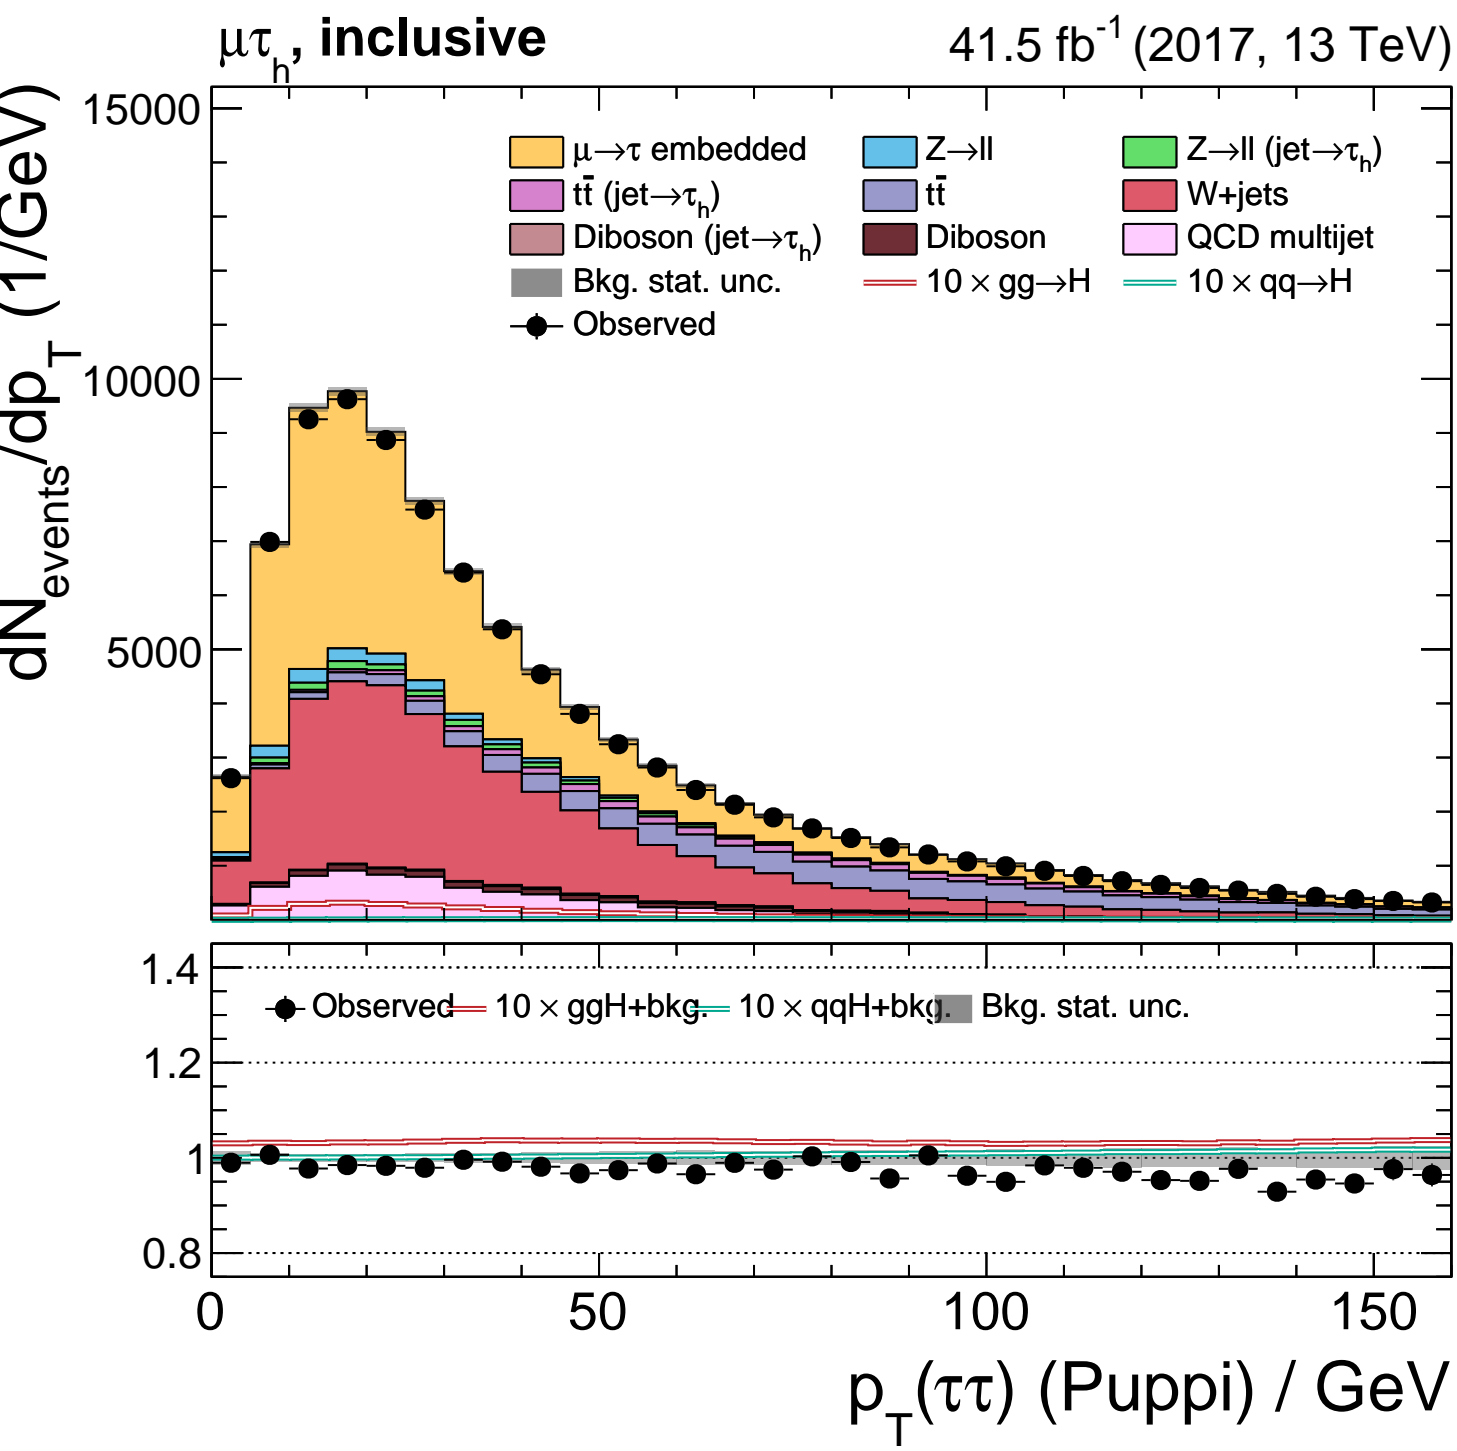 μτh, inclusive
41.5 fb-1 (2017, 13 TeV)
dNevents/dpT (1/GeV)
15000
10000
5000
μ→τ embedded
Z→ll
Z→ll (jet→τh)
tt̄ (jet→τh)
tt̄
W+jets
Diboson (jet→τh)
Diboson
QCD multijet
Bkg. stat. unc.
10 × gg→H
10 × qq→H
Observed
1.4
1.2
1
0.8
Observed
10 × ggH+bkg.
10 × qqH+bkg.
Bkg. stat. unc.
0
50
100
150
pT(ττ) (Puppi) / GeV